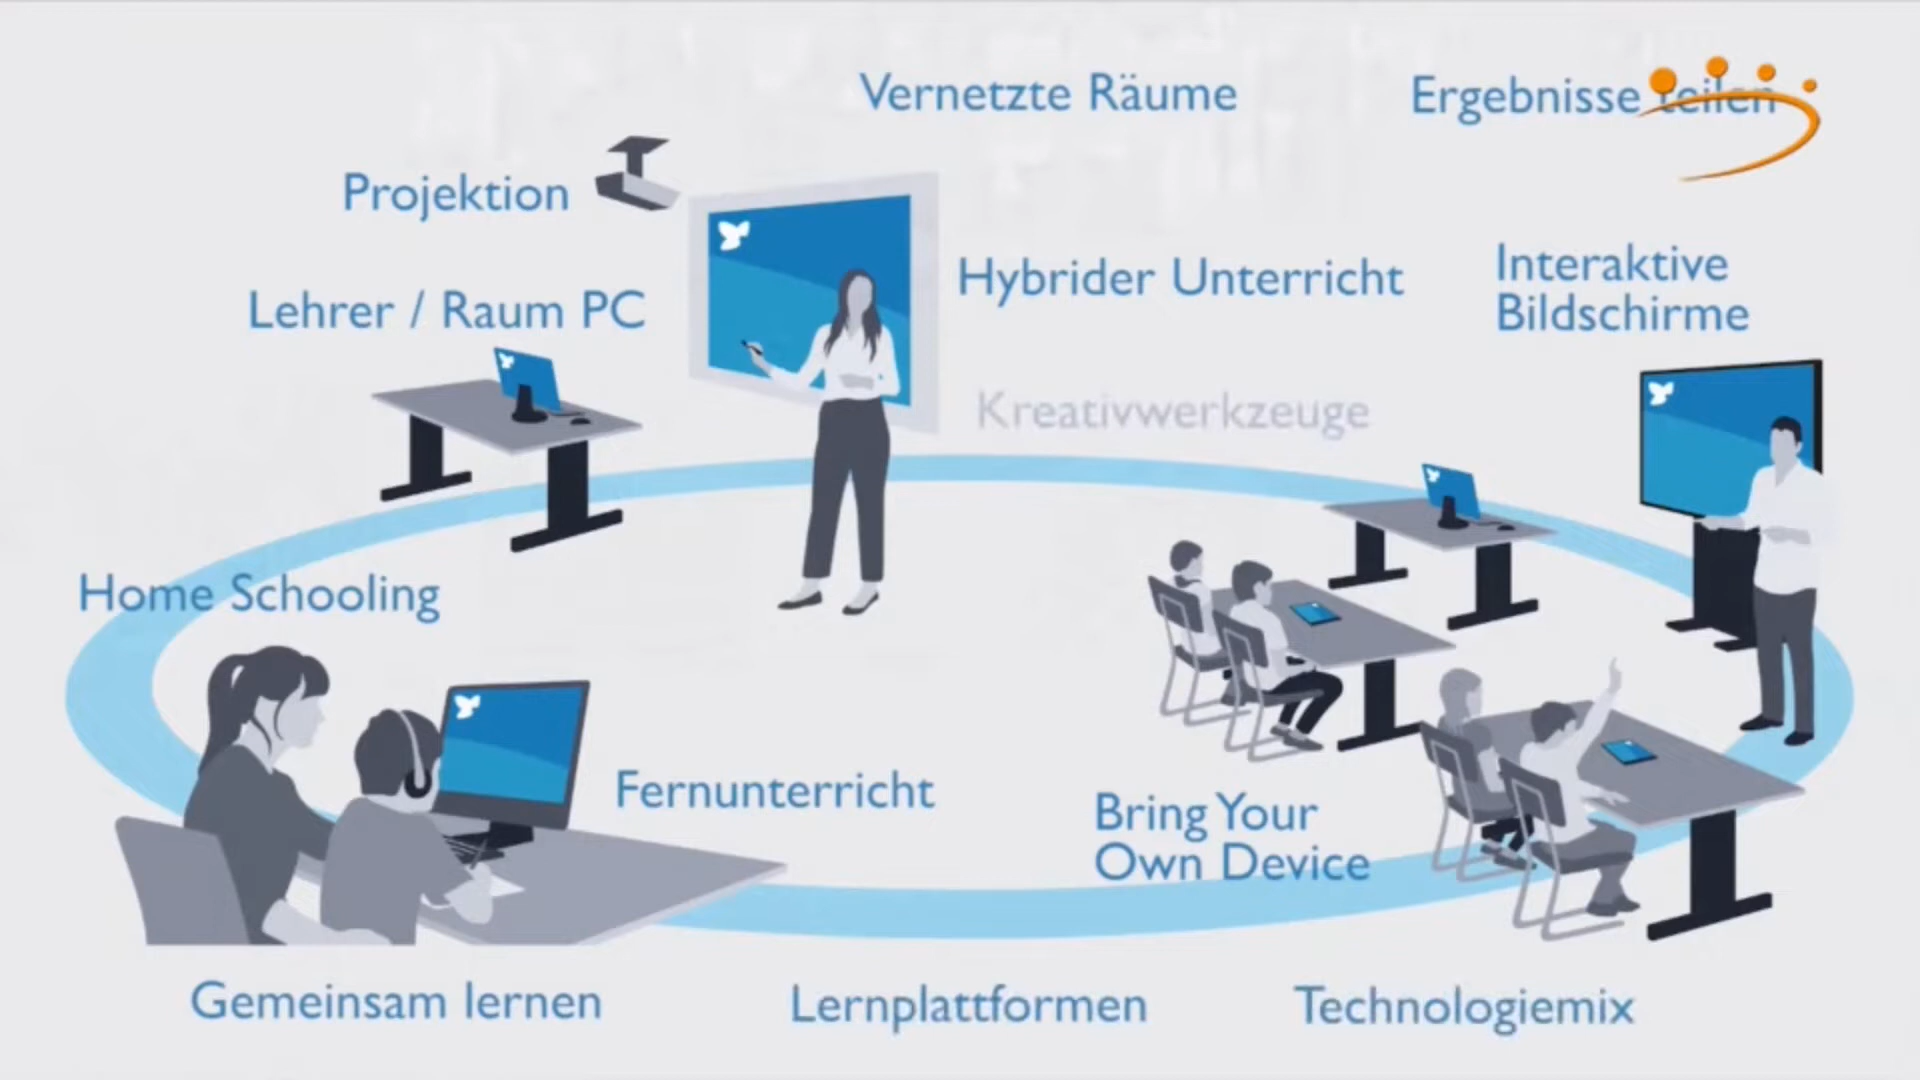 Vernetzte Räume
Ergebnisse teilen
Projektion
Hybrider Unterricht
Interaktive
Bildschirme
Lehrer / Raum PC
Kreativwerkzeuge
Home Schooling
Fernunterricht
Bring Your
Own Device
Gemeinsam lernen
Lernplattformen
Technologiemix